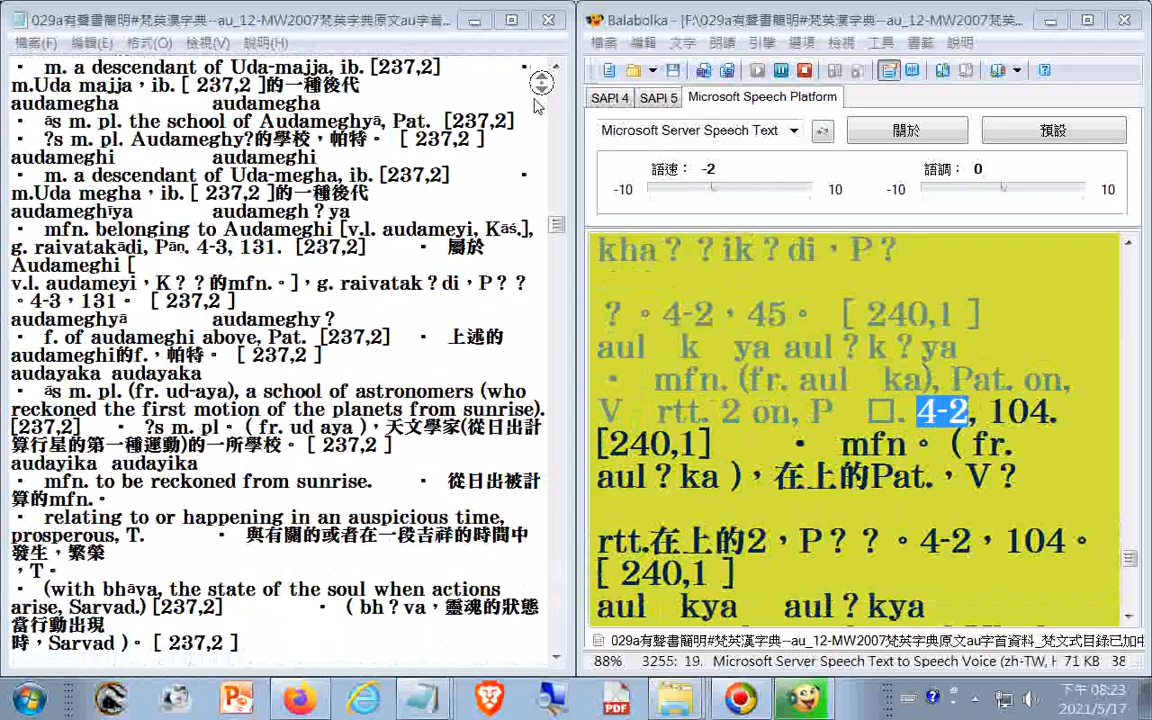 029a有聲書簡明#梵英漢字典--au_12-MW2007梵英字典原文au字首...
檔案(F) 編輯(E) 格式(O) 檢視(V) 說明(H)
• m. a descendant of Uda-majja, ib. [237,2] •
m.Uda majja，ib. [ 237,2 ]的一種後代
audamegha audamegha
• ās m. pl. the school of Audameghyā, Pat. [237,2]
• ?s m. pl. Audameghy?的學校，帕特。 [ 237,2 ]
audameghi audameghi
• m. a descendant of Uda-megha, ib. [237,2] •
m.Uda megha，ib. [ 237,2 ]的一種後代
audameghīya audamegh？ya
• mfn. belonging to Audameghi [v.l. audameyi, Kāś.],
g. raivatakādi, Pāṇ. 4-3, 131. [237,2] • 屬於
Audameghi [
v.l. audameyi，K？？的mfn.。]，g. raivatak？di，P？？
。4-3，131。 [ 237,2 ]
audameghyā audameghy？
• f. of audameghi above, Pat. [237,2] • 上述的
audameghi的f.，帕特。 [ 237,2 ]
audayaka audayaka
• ās m. pl. (fr. ud-aya), a school of astronomers (who
reckoned the first motion of the planets from sunrise).
[237,2] • ?s m. pl.。( fr. ud aya )，天文學家(從日出計
算行星的第一種運動)的一所學校。 [ 237,2 ]
audayika audayika
• mfn. to be reckoned from sunrise. • 從日出被計
算的mfn.。
• relating to or happening in an auspicious time,
prosperous, T. • 與有關的或者在一段吉祥的時間中
發生，繁榮
，T。
• (with bhāva, the state of the soul when actions
arise, Sarvad.) [237,2] • ( bh？va，靈魂的狀態
當行動出現
時，Sarvad )。 [ 237,2 ]
Balabolka - [F:\029a有聲書簡明#梵英漢字典--au_12-MW2007梵英...
檔案 編輯 文字 朗讀 引擎 選項 檢視 工具 書籤 說明
SAPI 4 SAPI 5 Microsoft Speech Platform
Microsoft Server Speech Text 關於 預設
語速： -2 語調： 0
-10 10 -10 10
kha？？ik？di，P？
？。4-2，45。 [ 240,1 ]
aul k ya aul？k？ya
• mfn. (fr. aul ka), Pat. on,
V rtt. 2 on, P □. 4-2, 104.
[240,1] • mfn。( fr.
aul？ka )，在上的Pat.，V？
rtt.在上的2，P？？。4-2，104。
[ 240,1 ]
aul kya aul？kya
029a有聲書簡明#梵英漢字典--au_12-MW2007梵英字典原文au字首資料_梵文式目錄已加中
88% 3255: 19. Microsoft Server Speech Text to Speech Voice (zh-TW, H 71 KB 38
下午 08:23
2021/5/17